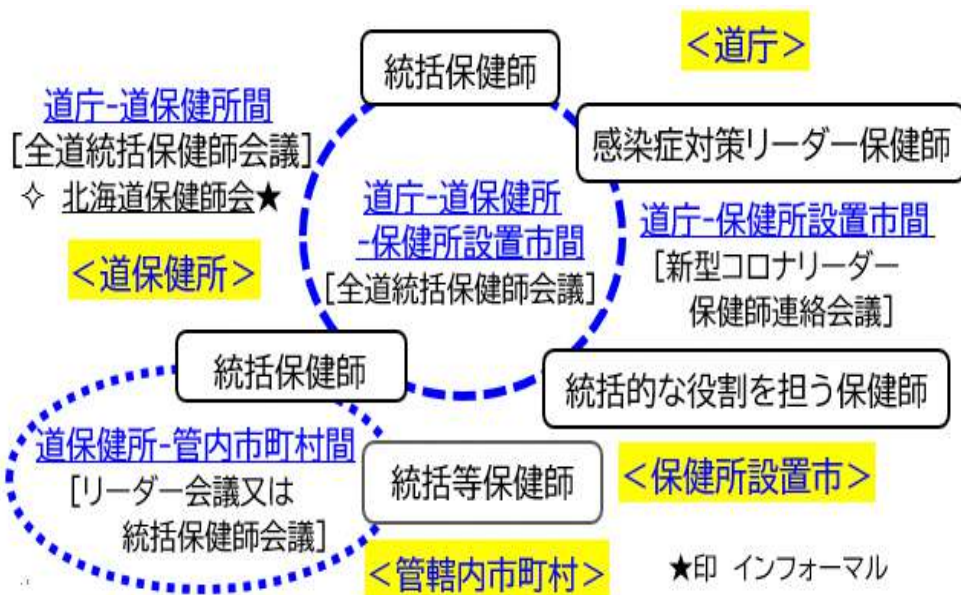 ＜道庁＞
統括保健師
道庁-道保健所間
[全道統括保健師会議]
✧ 北海道保健師会★
感染症対策リーダー保健師
道庁-道保健所
-保健所設置市間
[全道統括保健師会議]
道庁-保健所設置市間
[新型コロナリーダー
保健師連絡会議]
＜道保健所＞
統括保健師
統括的な役割を担う保健師
道保健所-管内市町村間
[リーダー会議又は
統括保健師会議]
統括等保健師
＜保健所設置市＞
＜管轄内市町村＞
★印 インフォーマル